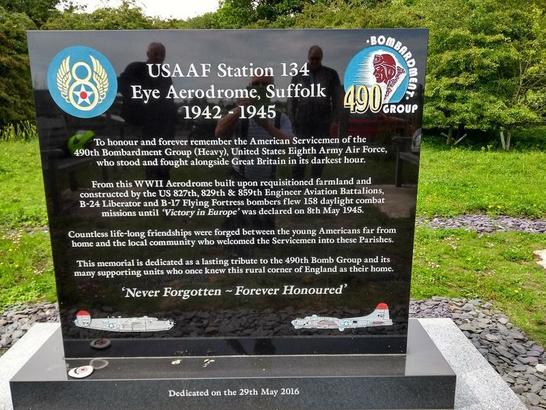 USAAF Station 134
Eye Aerodrome, Suffolk
1942 - 1945
BOMBARDMENT
490
GROUP
To honour and forever remember the American Servicemen of the
490th Bombardment Group (Heavy), United States Eighth Army Air Force,
who stood and fought alongside Great Britain in its darkest hour.
From this WWII Aerodrome built upon requisitioned farmland and
constructed by the US 827th, 829th & 859th Engineer Aviation Battalions,
B-24 Liberator and B-17 Flying Fortress bombers flew 158 daylight combat
missions until 'Victory in Europe' was declared on 8th May 1945.
Countless life-long friendships were forged between the young Americans far from
home and the local community who welcomed the Servicemen into these Parishes.
This memorial is dedicated as a lasting tribute to the 490th Bomb Group and its
many supporting units who once knew this rural corner of England as their home.
'Never Forgotten ~ Forever Honoured'
Dedicated on the 29th May 2016